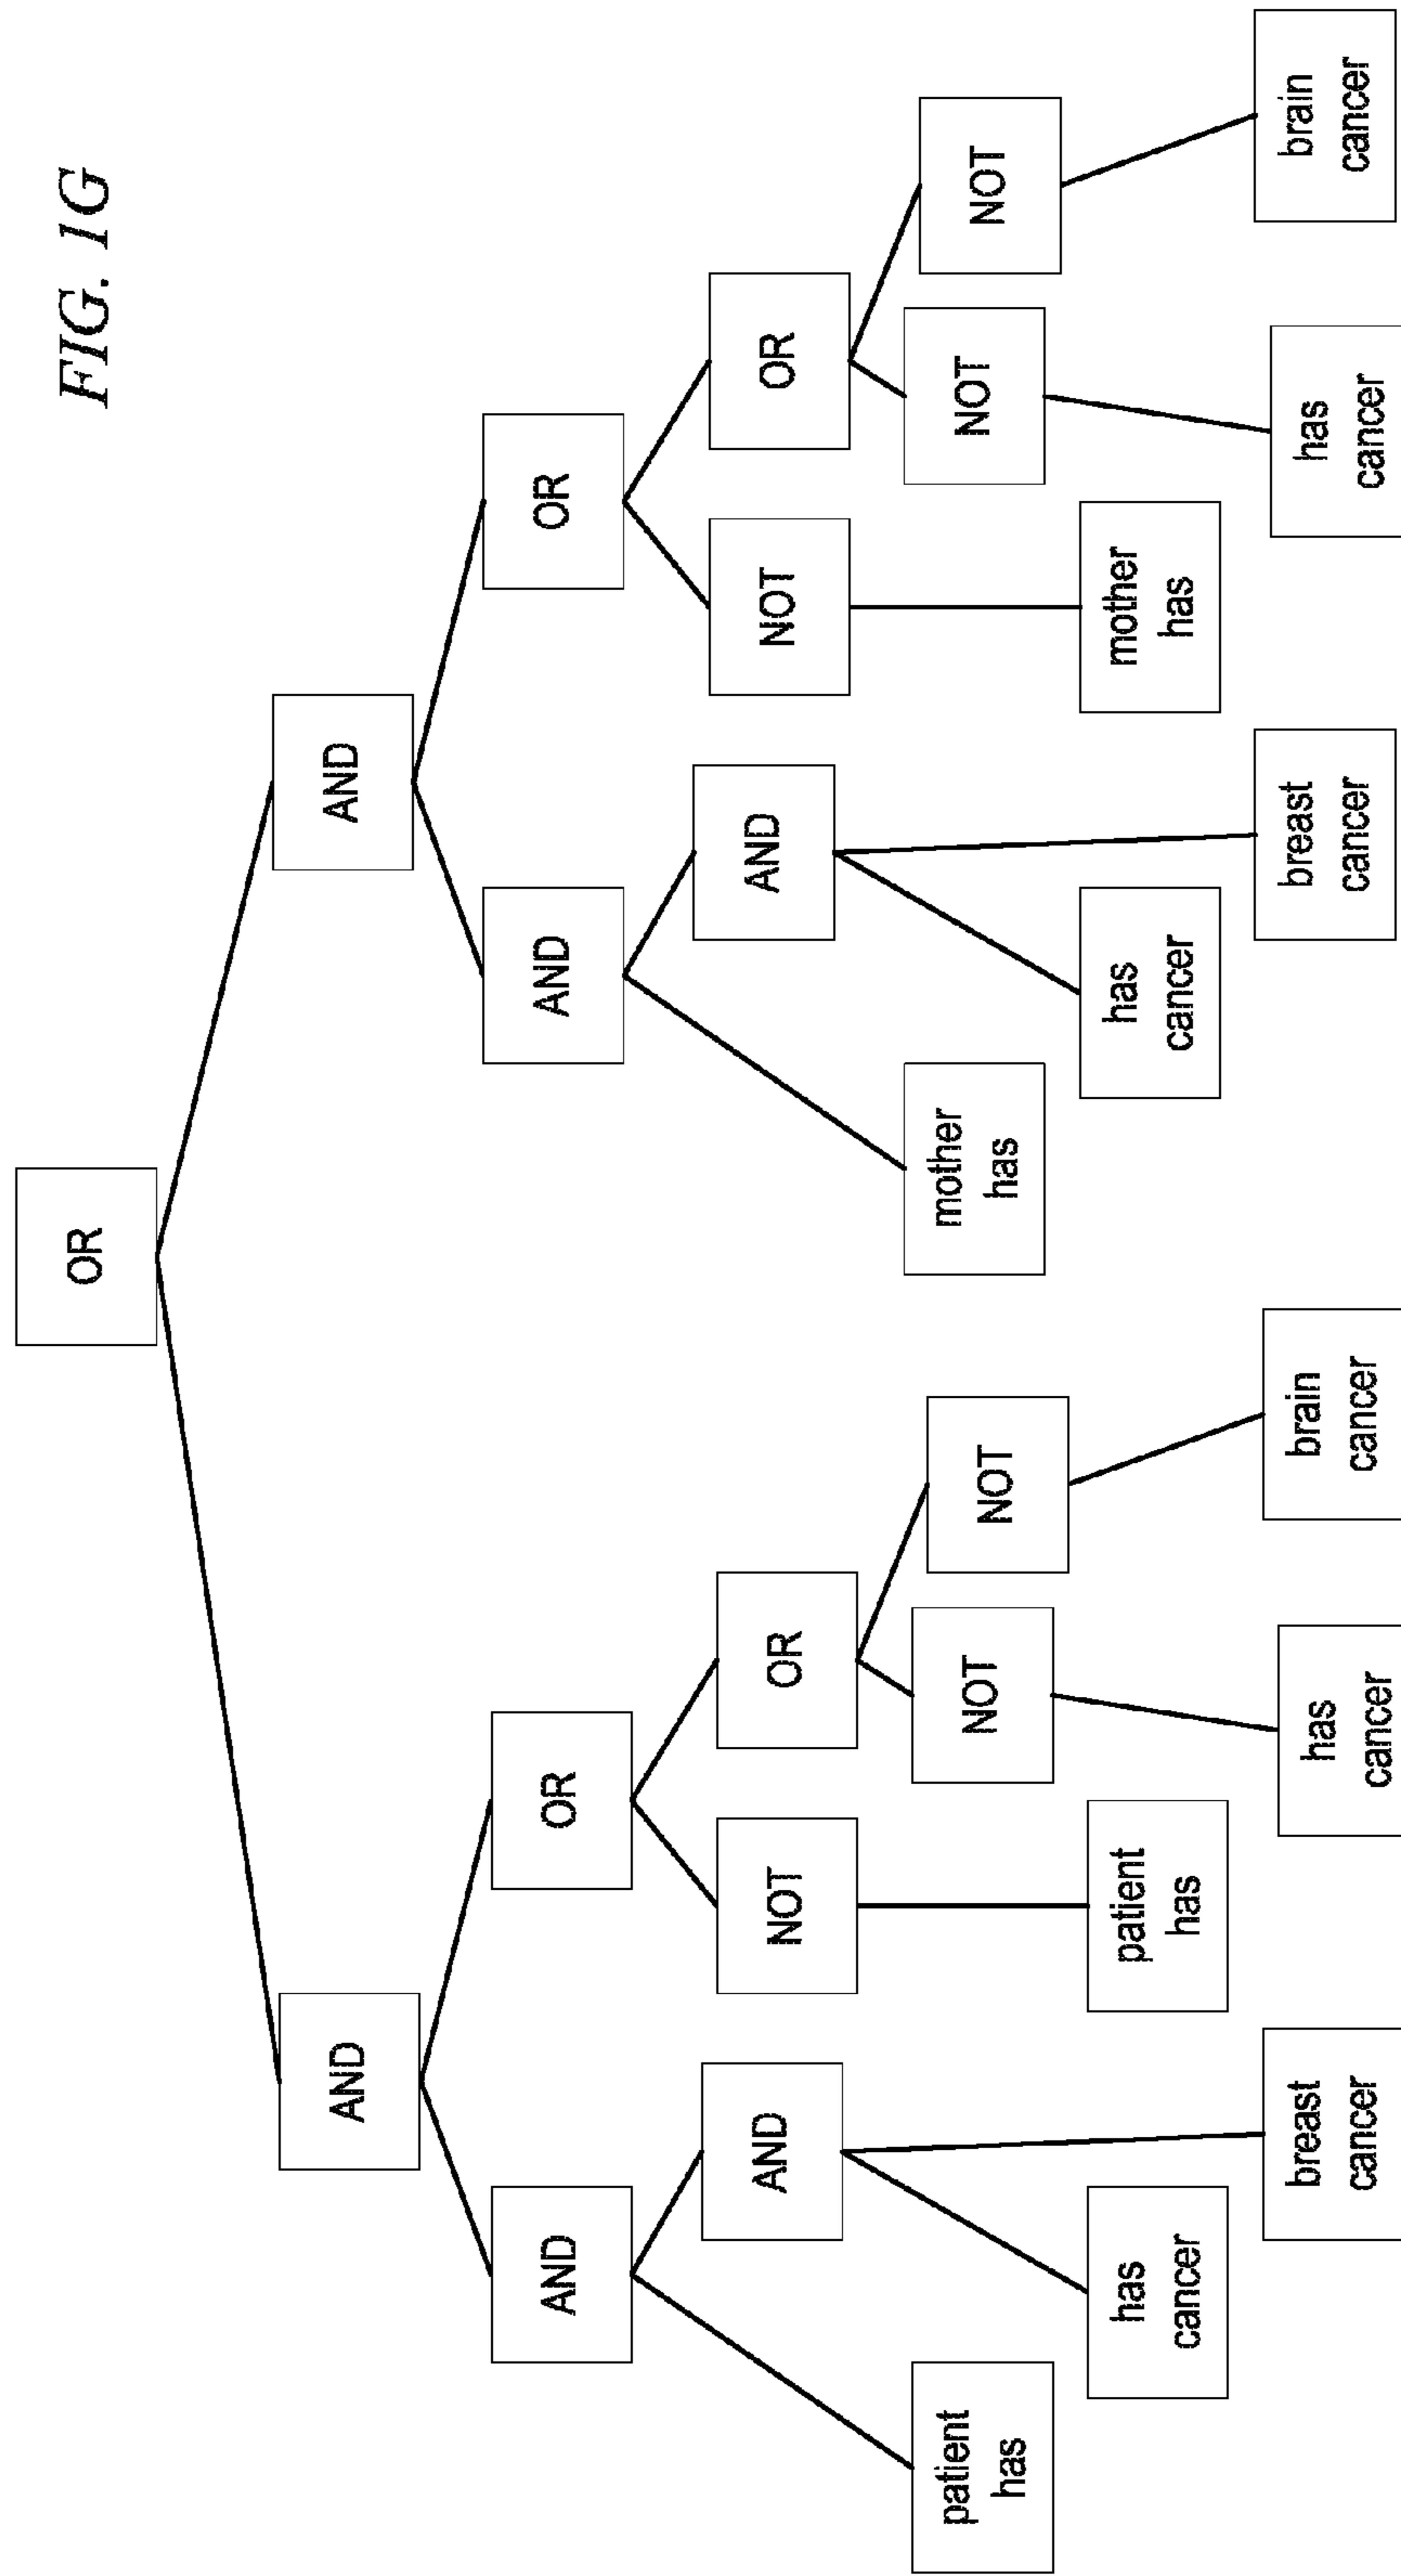 FIG. 1G
OR
AND
AND
AND
OR
AND
OR
patient
has
AND
NOT
OR
mother
has
AND
NOT
OR
has
cancer
breast
cancer
patient
has
NOT
NOT
has
cancer
breast
cancer
mother
has
NOT
NOT
has
cancer
brain
cancer
has
cancer
brain
cancer